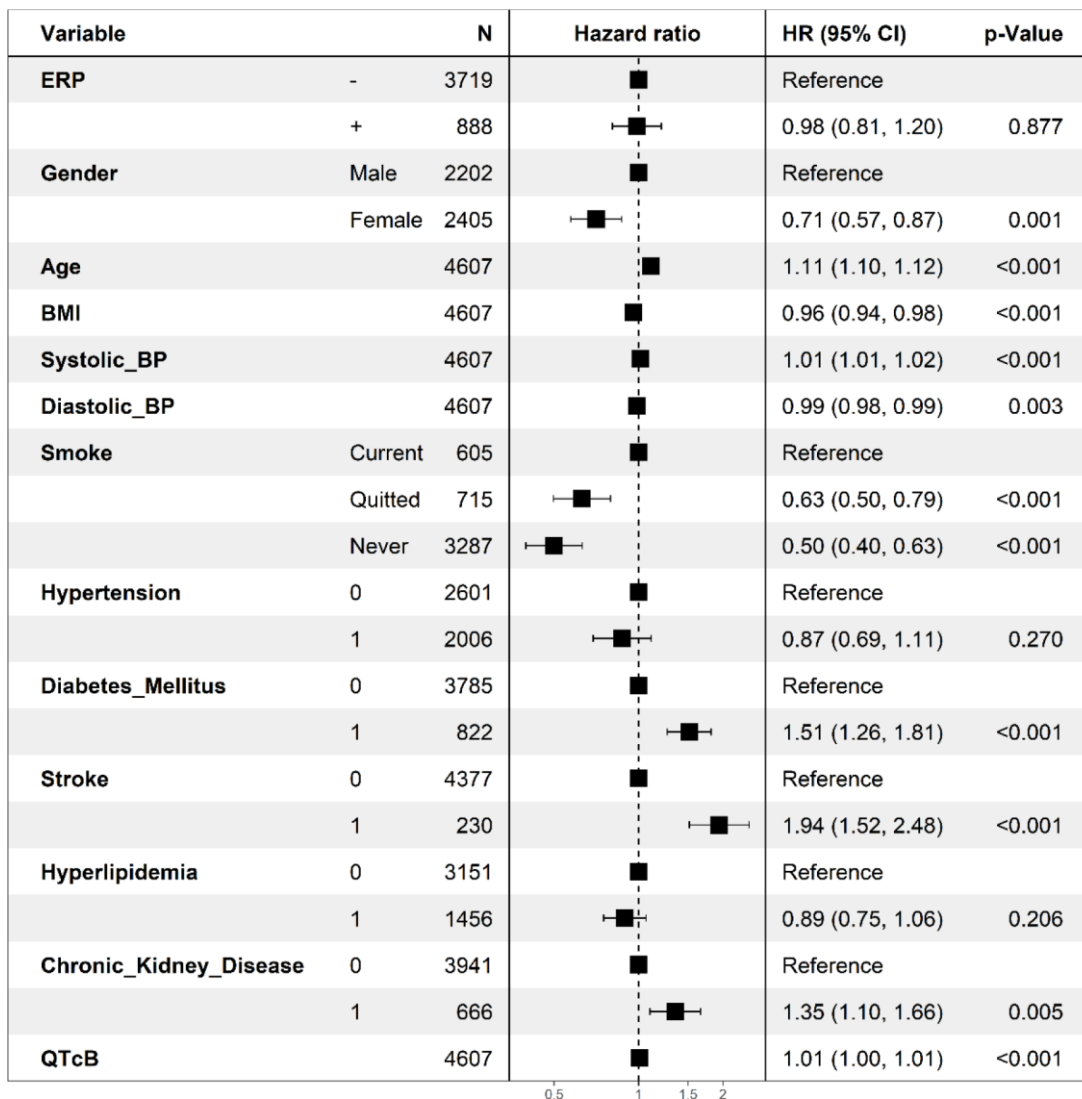 Variable N Hazard ratio HR (95% CI) p-Value
ERP - 3719 Reference
+ 888 0.98 (0.81, 1.20) 0.877
Gender Male 2202 Reference
Female 2405 0.71 (0.57, 0.87) 0.001
Age 4607 1.11 (1.10, 1.12) <0.001
BMI 4607 0.96 (0.94, 0.98) <0.001
Systolic_BP 4607 1.01 (1.01, 1.02) <0.001
Diastolic_BP 4607 0.99 (0.98, 0.99) 0.003
Smoke Current 605 Reference
Quitted 715 0.63 (0.50, 0.79) <0.001
Never 3287 0.50 (0.40, 0.63) <0.001
Hypertension 0 2601 Reference
1 2006 0.87 (0.69, 1.11) 0.270
Diabetes_Mellitus 0 3785 Reference
1 822 1.51 (1.26, 1.81) <0.001
Stroke 0 4377 Reference
1 230 1.94 (1.52, 2.48) <0.001
Hyperlipidemia 0 3151 Reference
1 1456 0.89 (0.75, 1.06) 0.206
Chronic_Kidney_Disease 0 3941 Reference
1 666 1.35 (1.10, 1.66) 0.005
QTcB 4607 1.01 (1.00, 1.01) <0.001
0.5 1 1.5 2